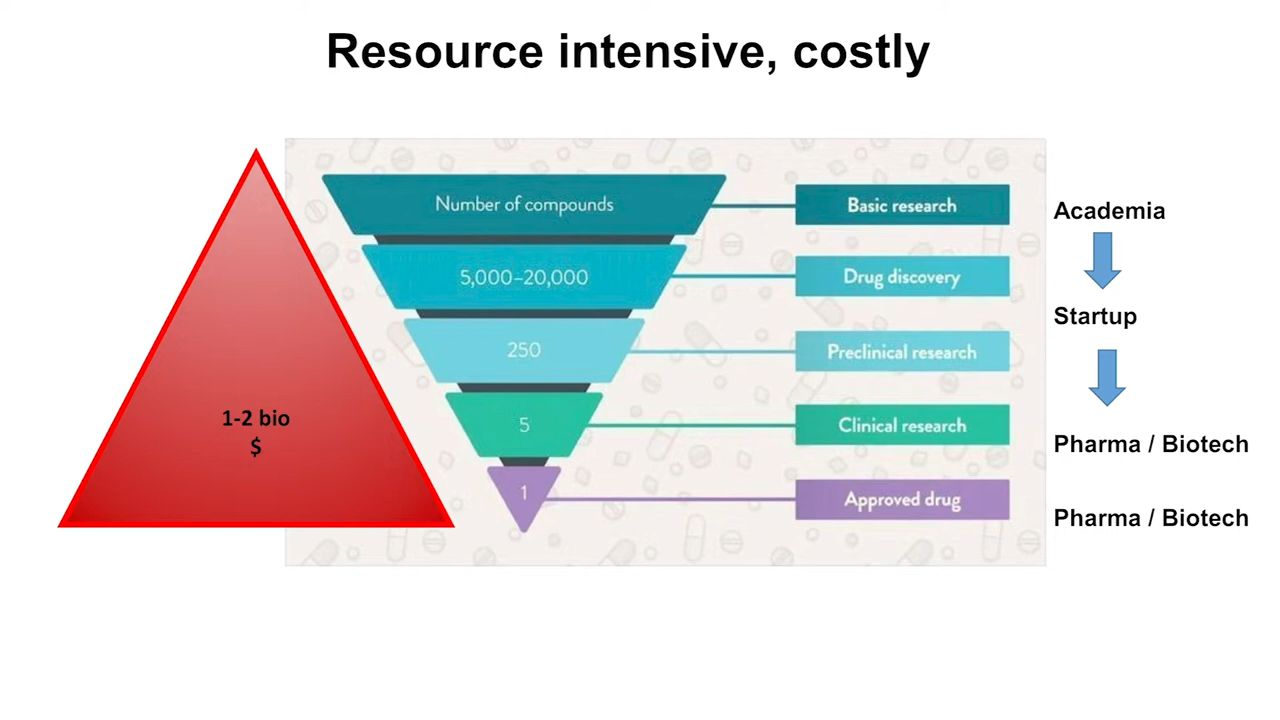 Resource intensive, costly
Number of compounds
Basic research
Academia
5,000–20,000
Drug discovery
Startup
250
Preclinical research
1-2 bio
$
5
Clinical research
Pharma / Biotech
1
Approved drug
Pharma / Biotech